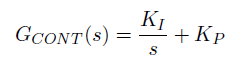 G_{CONT}(s) = \frac{K_I}{s} + K_P